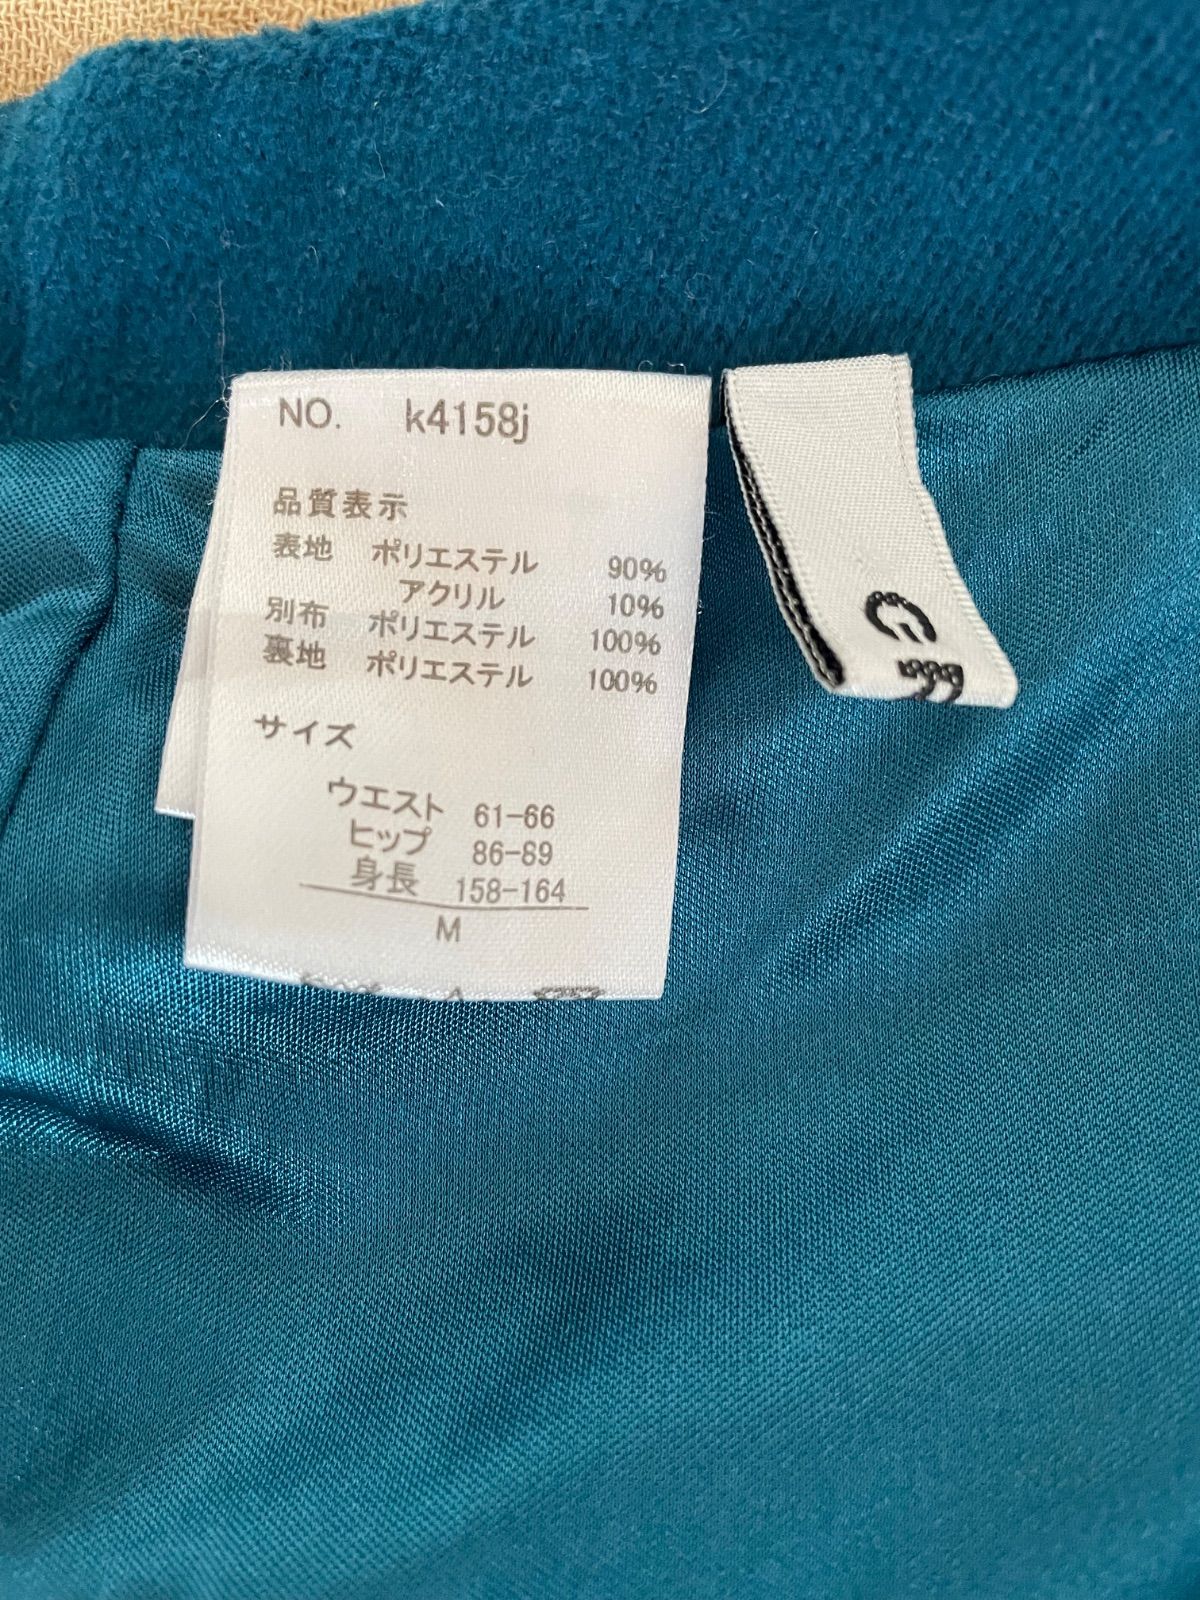 NO. k4158j
品質表示
表地 ポリエステル 90%
アクリル 10%
別布 ポリエステル 100%
裏地 ポリエステル 100%
サイズ
ウエスト 61-66
ヒップ 86-89
身長 158-164
M